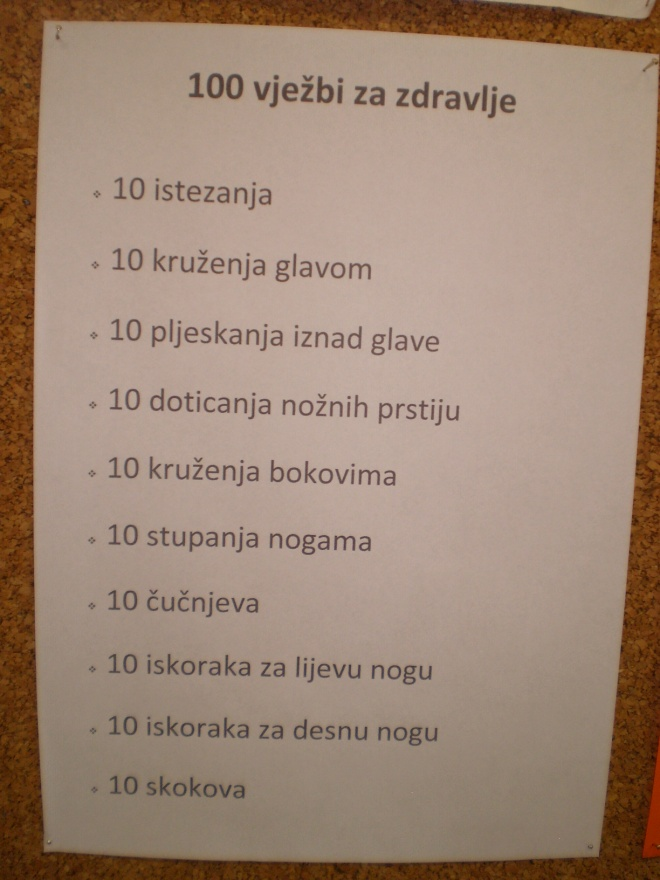 100 vježbi za zdravlje
10 istezanja
10 kruženja glavom
10 pljeskanja iznad glave
10 doticanja nožnih prstiju
10 kruženja bokovima
10 stupanja nogama
10 čučnjeva
10 iskoraka za lijevu nogu
10 iskoraka za desnu nogu
10 skokova